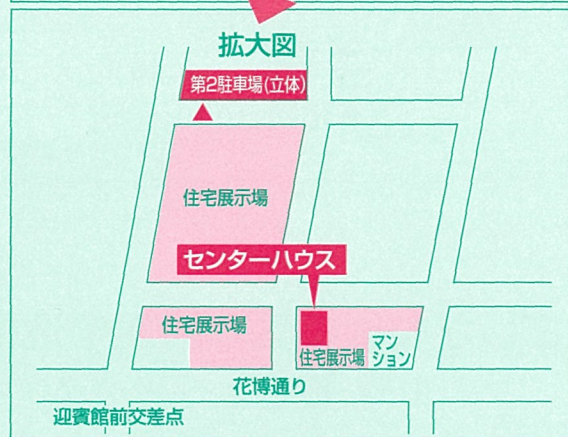 拡大図
第2駐車場(立体)
住宅展示場
センターハウス
住宅展示場
住宅展示場
マン
ション
花博通り
迎賓館前交差点